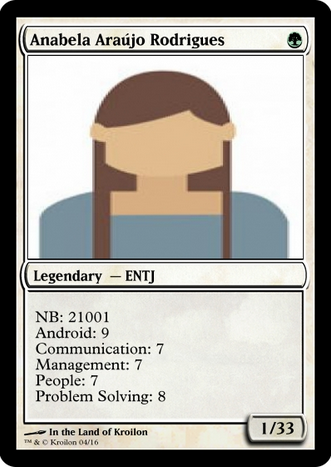 Anabela Araújo Rodrigues
Legendary — ENTJ
NB: 21001
Android: 9
Communication: 7
Management: 7
People: 7
Problem Solving: 8
1/33
In the Land of Kroilon
™ & © Kroilon 04/16